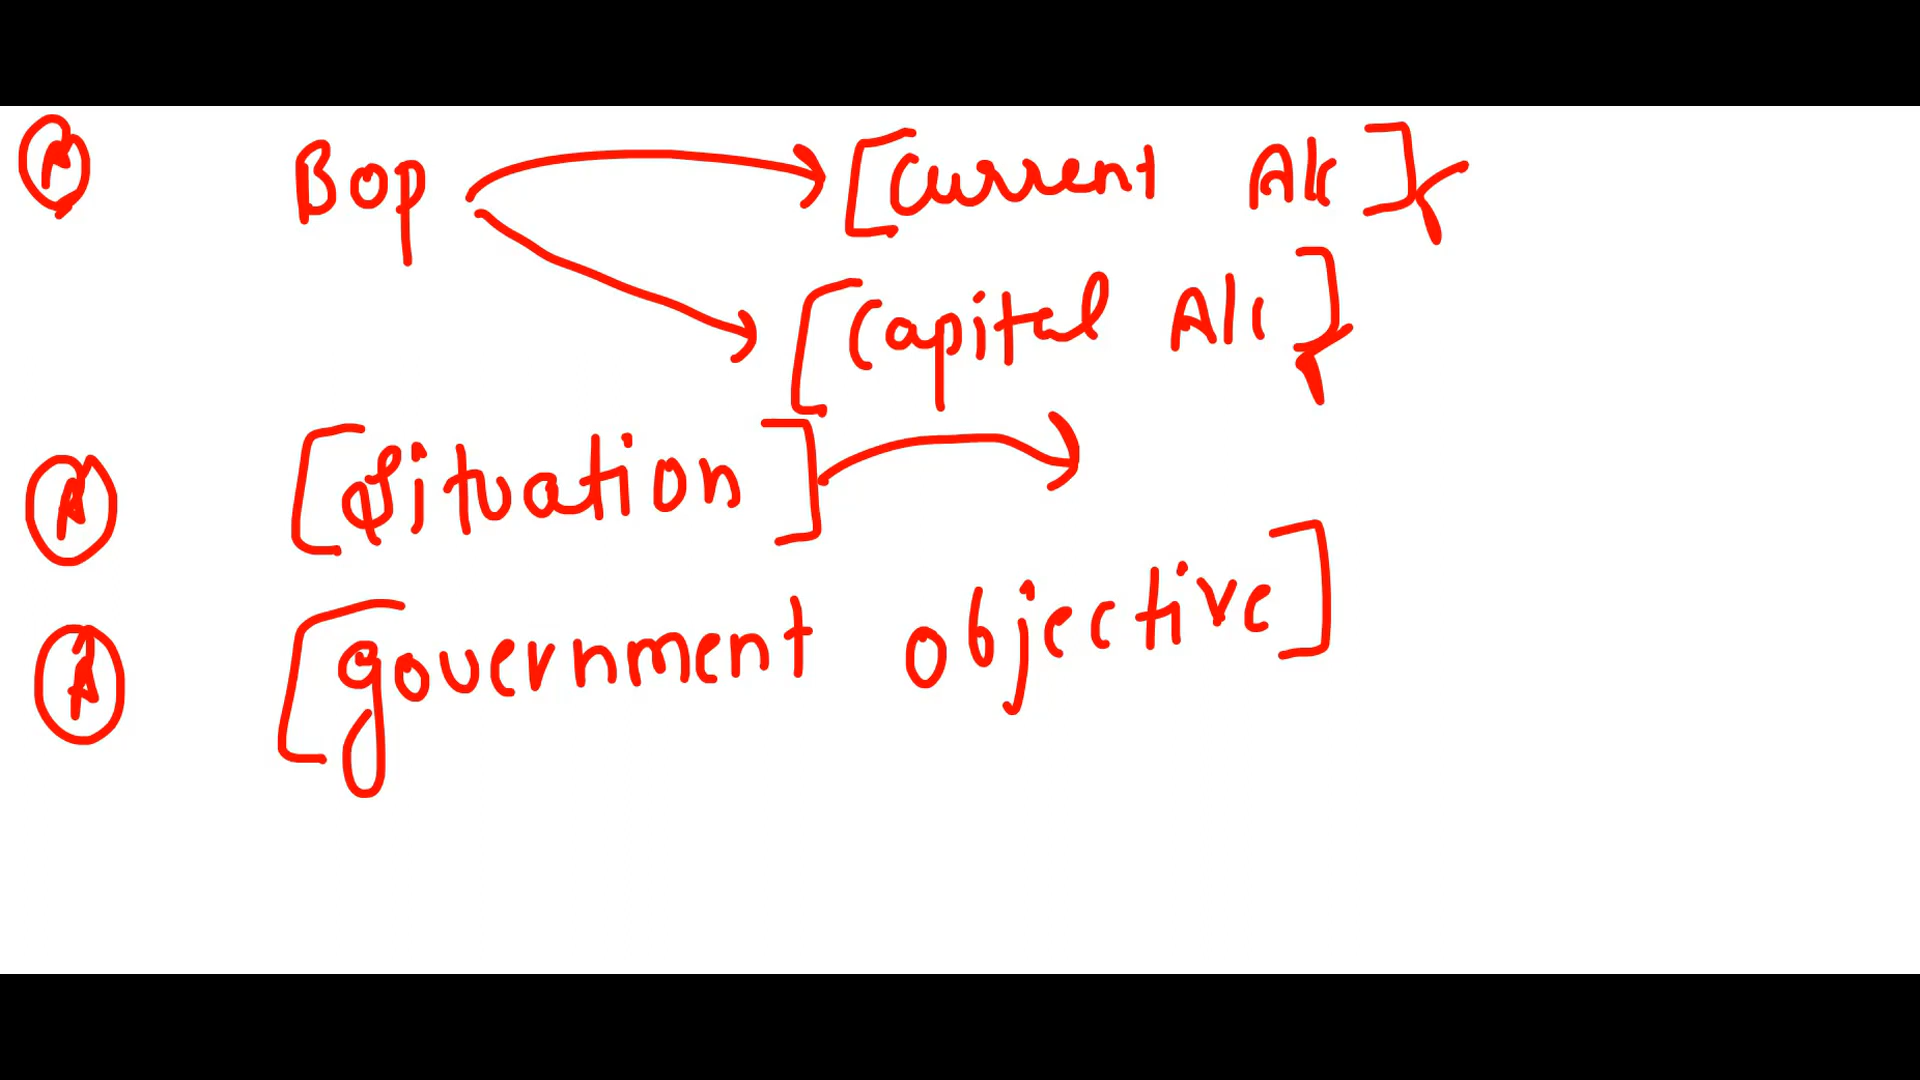 A Bop [Current A/c]
[Capital A/c]
A [Situation]
A [government objective]